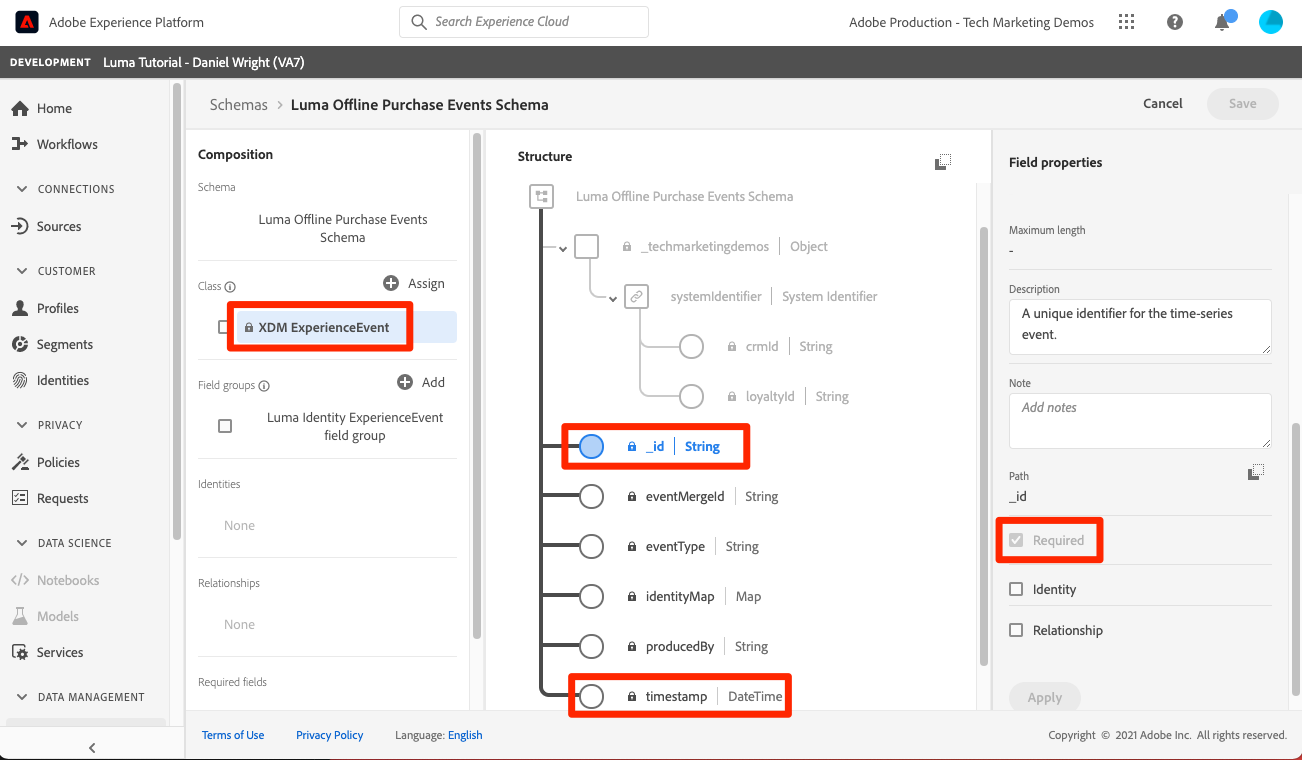 Adobe Experience Platform
Search Experience Cloud
Adobe Production - Tech Marketing Demos
DEVELOPMENT Luma Tutorial - Daniel Wright (VA7)
Home
Workflows
CONNECTIONS
Sources
CUSTOMER
Profiles
Segments
Identities
PRIVACY
Policies
Requests
DATA SCIENCE
Notebooks
Models
Services
DATA MANAGEMENT
Schemas > Luma Offline Purchase Events Schema
Cancel
Save
Composition
Schema
Luma Offline Purchase Events
Schema
Class
Assign
XDM ExperienceEvent
Field groups
Add
Luma Identity ExperienceEvent
field group
Identities
None
Relationships
None
Required fields
Structure
Luma Offline Purchase Events Schema
_techmarketingdemos | Object
systemIdentifier | System Identifier
crmId | String
loyaltyId | String
_id | String
eventMergeId | String
eventType | String
identityMap | Map
producedBy | String
timestamp | DateTime
Field properties
Maximum length
-
Description
A unique identifier for the time-series
event.
Note
Add notes
Path
_id
Required
Identity
Relationship
Apply
Terms of Use
Privacy Policy
Language: English
Copyright © 2021 Adobe Inc. All rights reserved.